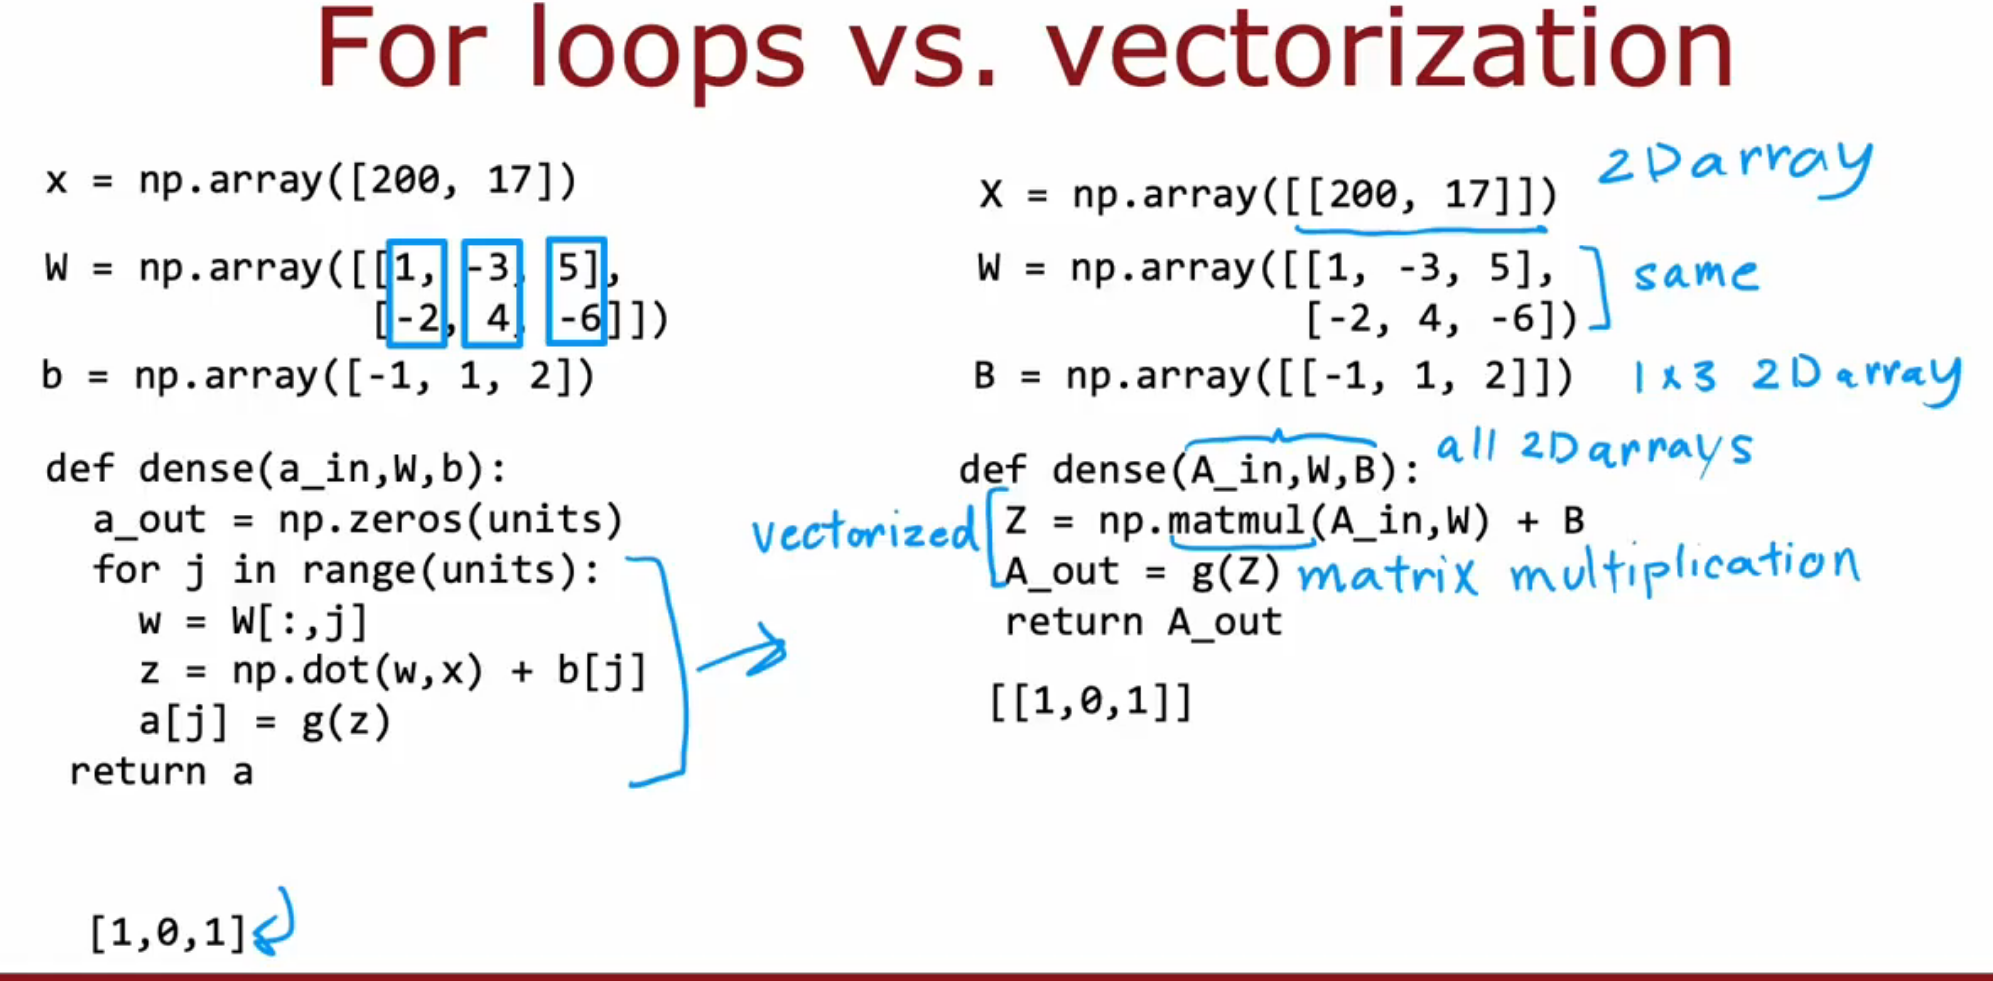 For loops vs. vectorization
x = np.array([200, 17])
W = np.array([[1, -3, 5],
[-2, 4, -6]])
b = np.array([-1, 1, 2])
def dense(a_in,W,b):
a_out = np.zeros(units)
for j in range(units):
w = W[:,j]
z = np.dot(w,x) + b[j]
a[j] = g(z)
return a
[1,0,1]
X = np.array([[200, 17]]) 2D array
W = np.array([[1, -3, 5],
[-2, 4, -6]) same
B = np.array([[-1, 1, 2]]) 1 x 3 2D array
def dense(A_in,W,B): all 2D arrays
vectorized Z = np.matmul(A_in,W) + B
A_out = g(Z) matrix multiplication
return A_out
[[1,0,1]]